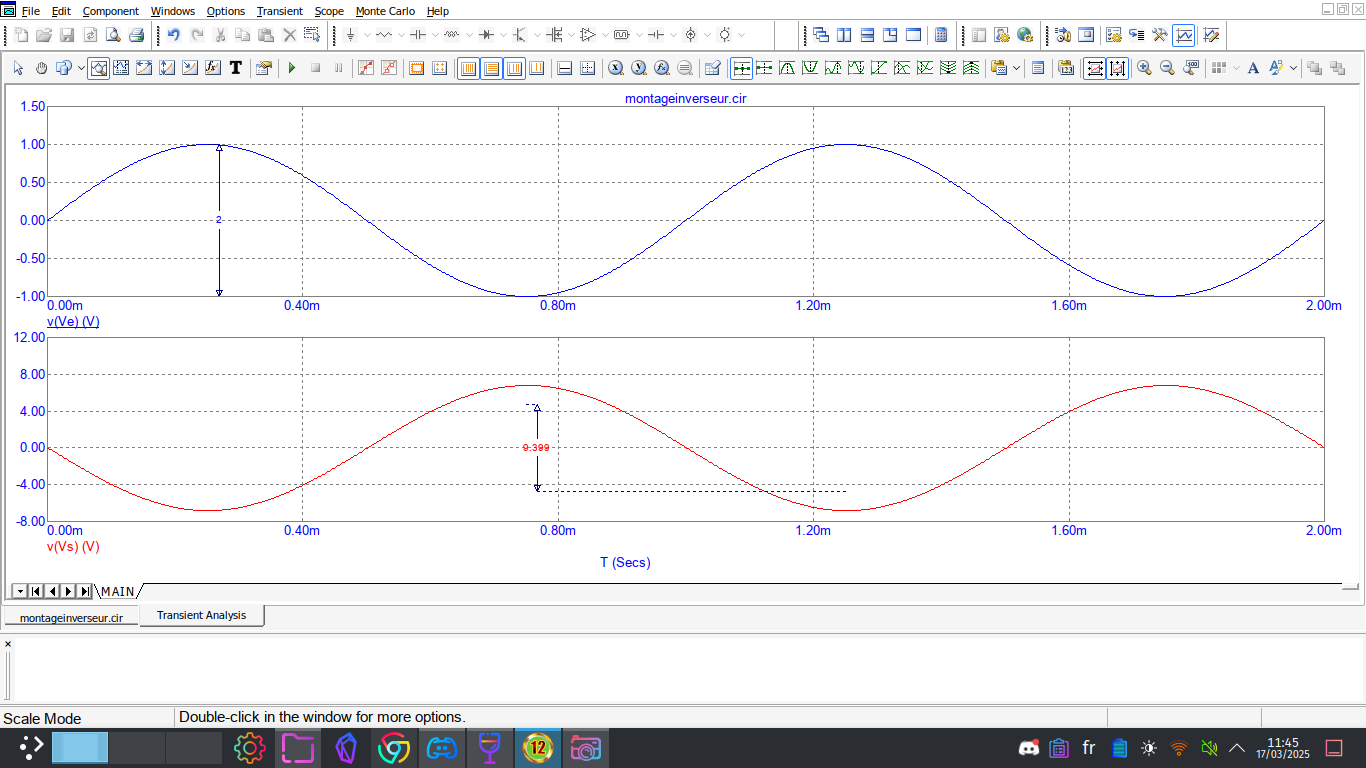 File Edit Component Windows Options Transient Scope Monte Carlo Help
montageinverseur.cir
1.50
1.00
0.50
0.00
-0.50
-1.00
2
0.00m 0.40m 0.80m 1.20m 1.60m 2.00m
v(Ve) (V)
12.00
8.00
4.00
0.00
-4.00
-8.00
9.399
0.00m 0.40m 0.80m 1.20m 1.60m 2.00m
v(Vs) (V)
T (Secs)
MAIN
montageinverseur.cir Transient Analysis
Scale Mode Double-click in the window for more options.
12 fr 11:45
17/03/2025